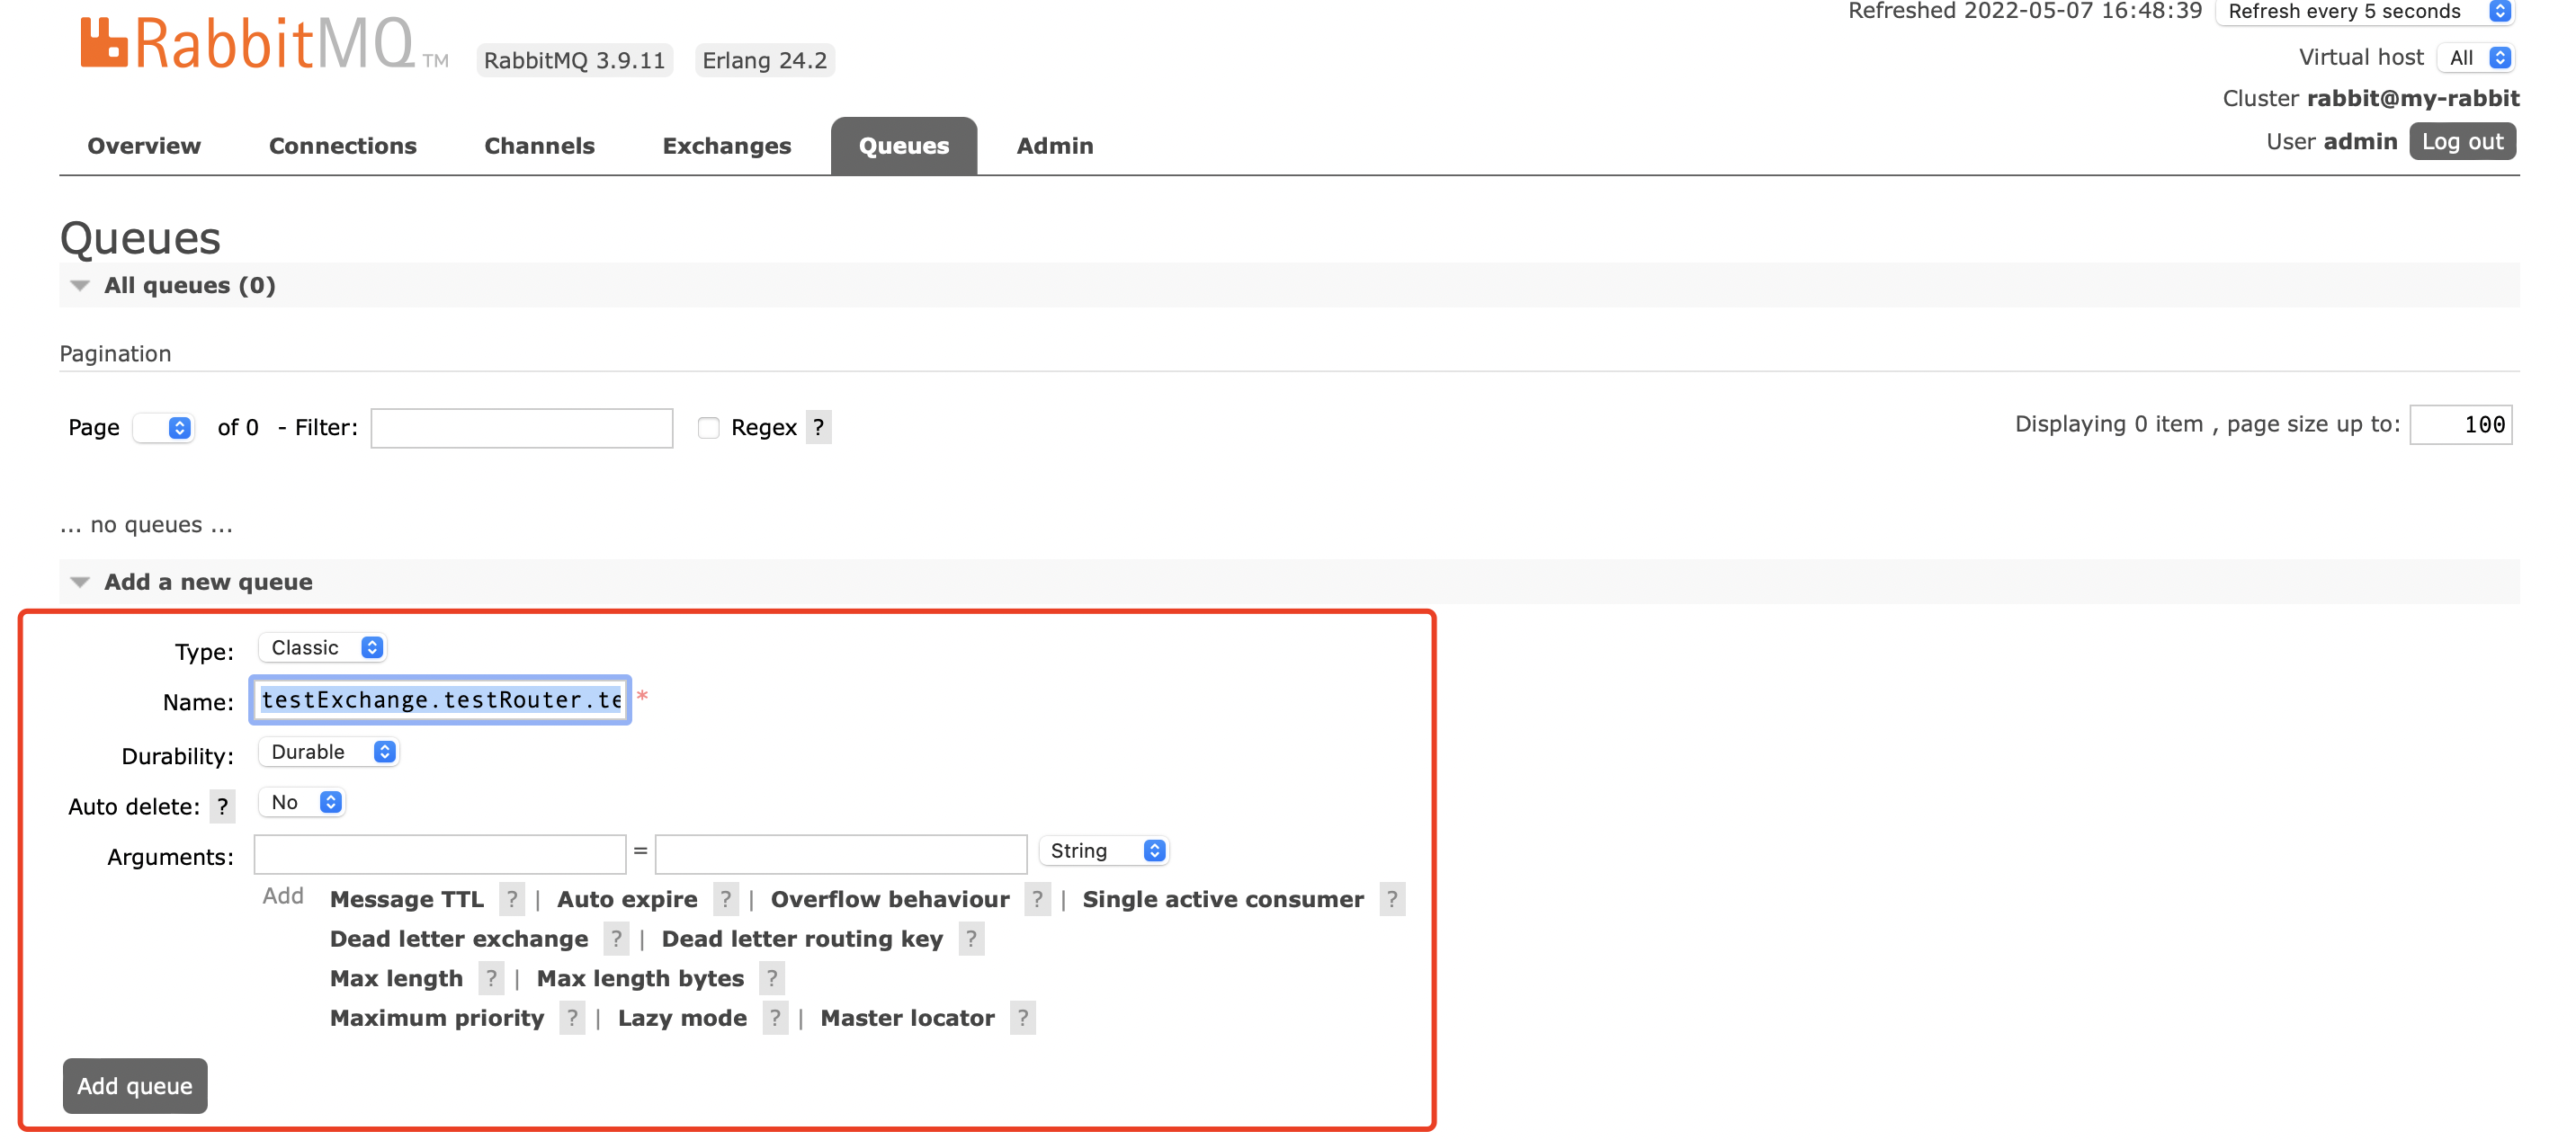 RabbitMQ™ RabbitMQ 3.9.11 Erlang 24.2
Refreshed 2022-05-07 16:48:39 Refresh every 5 seconds
Virtual host All
Cluster rabbit@my-rabbit
User admin Log out
Overview Connections Channels Exchanges Queues Admin
Queues
All queues (0)
Pagination
Page of 0 - Filter: Regex ? Displaying 0 item , page size up to: 100
... no queues ...
Add a new queue
Type: Classic
Name: testExchange.testRouter.te *
Durability: Durable
Auto delete: ? No
Arguments: = String
Add Message TTL ? | Auto expire ? | Overflow behaviour ? | Single active consumer ?
Dead letter exchange ? | Dead letter routing key ?
Max length ? | Max length bytes ?
Maximum priority ? | Lazy mode ? | Master locator ?
Add queue